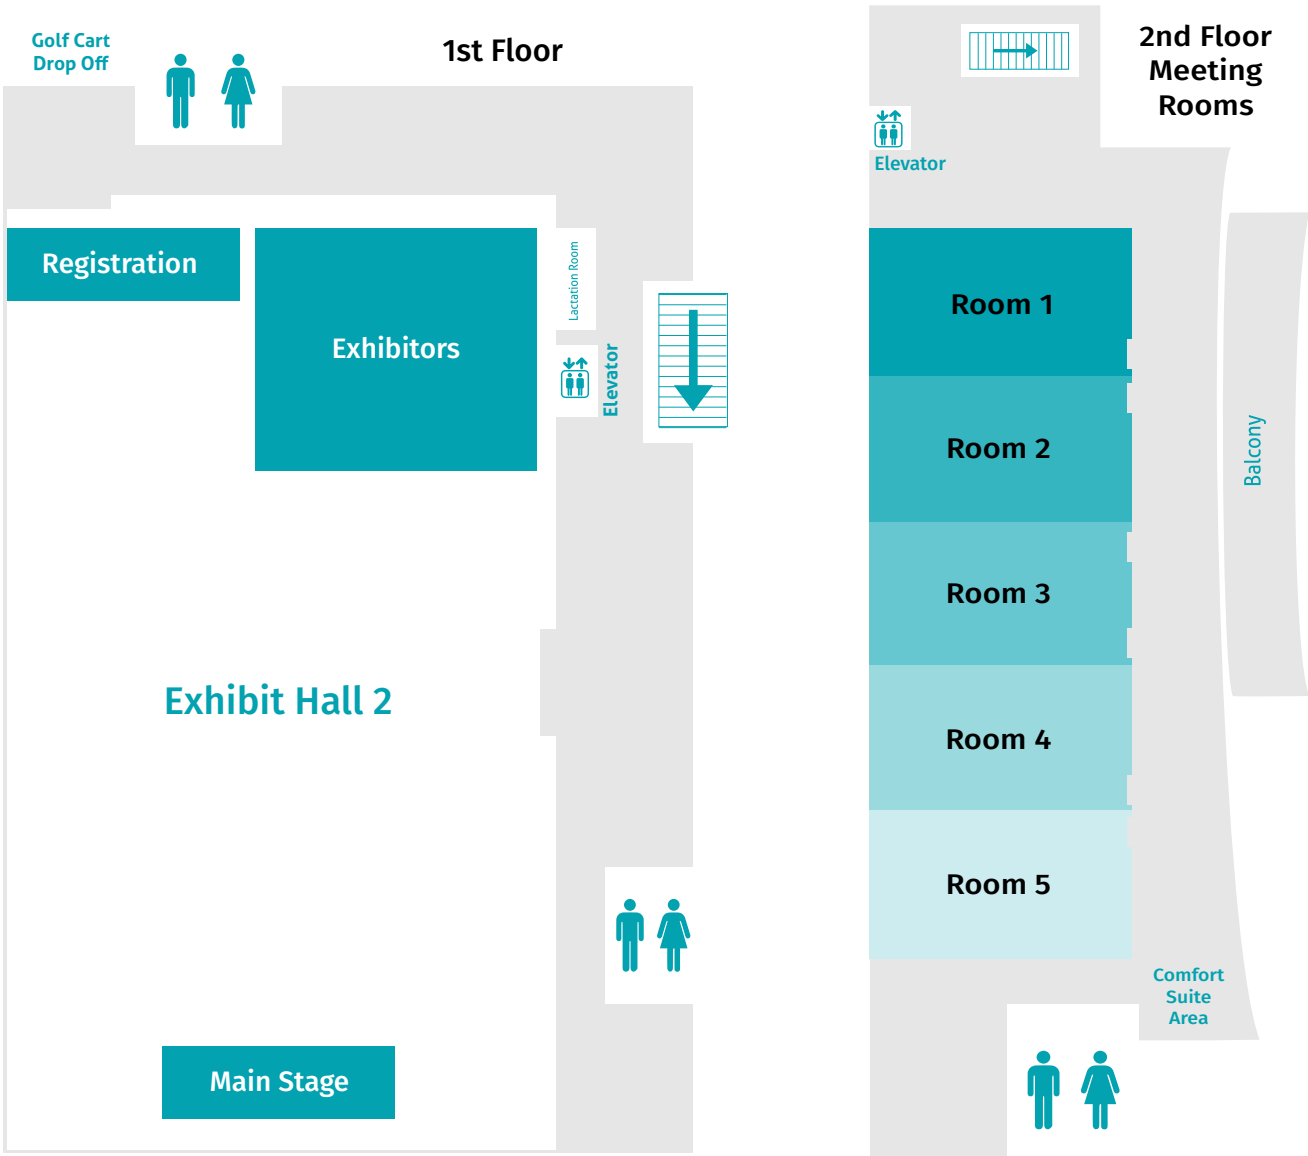 Golf Cart
Drop Off
1st Floor
Registration
Exhibitors
Lactation Room
Elevator
Exhibit Hall 2
Main Stage
2nd Floor
Meeting
Rooms
Elevator
Room 1
Room 2
Room 3
Room 4
Room 5
Balcony
Comfort
Suite
Area